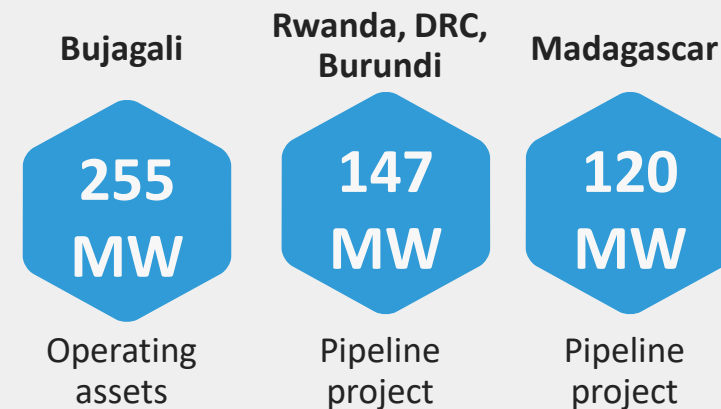 Bujagali
255
MW
Operating
assets
Rwanda, DRC,
Burundi
147
MW
Pipeline
project
Madagascar
120
MW
Pipeline
project